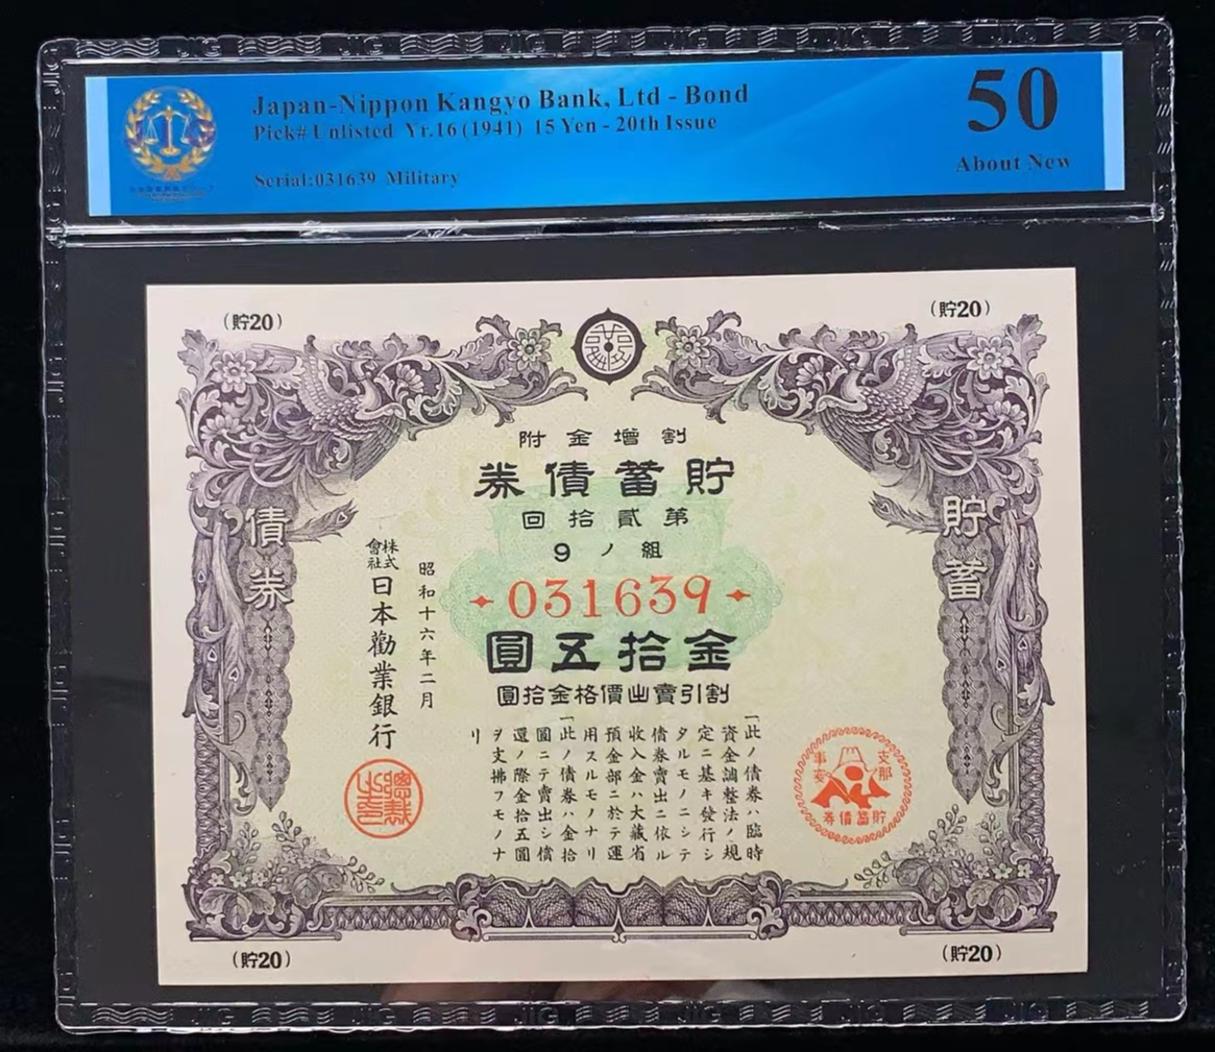 Japan-Nippon Kangyo Bank, Ltd - Bond
Pick# Unlisted Yr.16 (1941) 15 Yen - 20th Issue
Serial:031639 Military
50
About New
(貯20)
(貯20)
割增金附
貯蓄債券
第貳拾回
組ノ9
031639
金拾五圓
割引賣出價格金拾圓
貯蓄
債券
一此ノ債券ハ臨時
資金調整法ノ規
定ニ基キ發行シ
タルモノニシテ
債券賣出ニ依ル
收入金ハ大藏省
預金部ニ於テ運
用スルモノナリ
一此ノ債券ハ金拾
圓ニテ賣出シ償
還ノ際金拾五圓
ヲ支拂フモノナ
リ
昭和十六年二月
株式會社日本勸業銀行
總裁之印
支那
事變
貯蓄債券
(貯20)
(貯20)